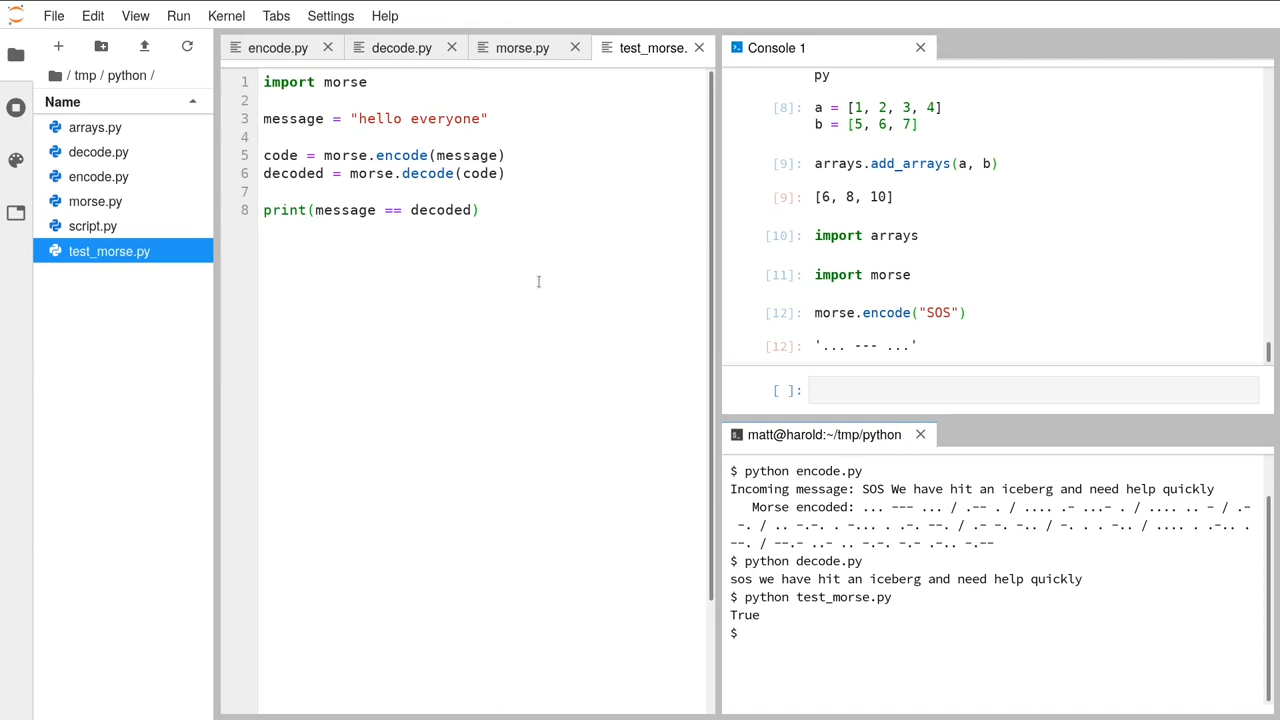 File Edit View Run Kernel Tabs Settings Help
/ tmp / python /
Name
arrays.py
decode.py
encode.py
morse.py
script.py
test_morse.py
encode.py decode.py morse.py test_morse.
1 import morse
2
3 message = "hello everyone"
4
5 code = morse.encode(message)
6 decoded = morse.decode(code)
7
8 print(message == decoded)
Console 1
py
[8]: a = [1, 2, 3, 4]
b = [5, 6, 7]
[9]: arrays.add_arrays(a, b)
[9]: [6, 8, 10]
[10]: import arrays
[11]: import morse
[12]: morse.encode("SOS")
[12]: '... --- ...'
[ ]:
matt@harold:~/tmp/python
$ python encode.py
Incoming message: SOS We have hit an iceberg and need help quickly
Morse encoded: ... --- ... / .-- . / .... .- ...- . / .... .. - / .-
-. / .. -.-. . -... . .-. --. / .- -. -.. / -. . . -.. / .... . .-.. .
--. / --.- ..- .. -.-. -.- .-.. -.--
$ python decode.py
sos we have hit an iceberg and need help quickly
$ python test_morse.py
True
$